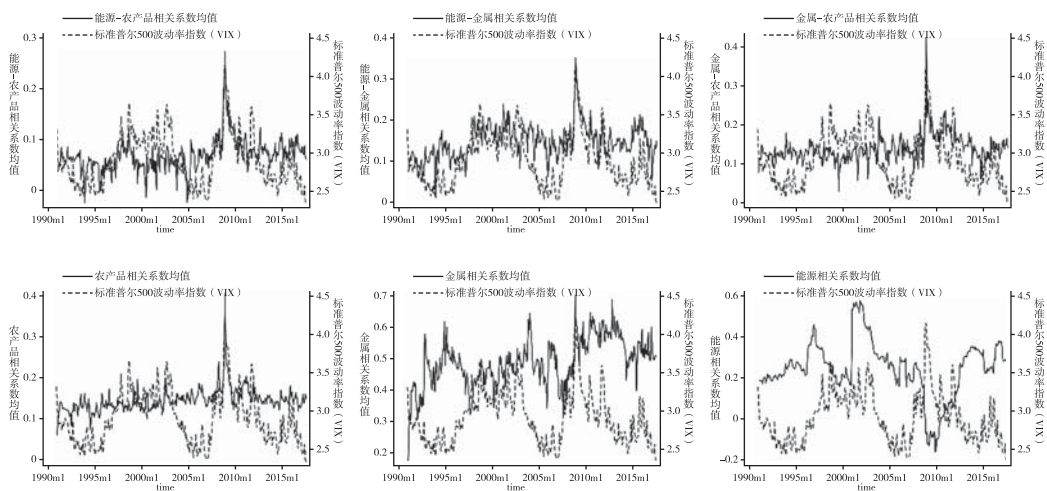 能源-农产品相关系数均值
标准普尔500波动率指数（VIX）
0.3
0.2
0.1
0
能源-农产品相关系数均值
4.5
4.0
3.5
3.0
2.5
标准普尔500波动率指数（VIX）
1990m1 1995m1 2000m1 2005m1 2010m1 2015m1
time
能源-金属相关系数均值
标准普尔500波动率指数（VIX）
0.4
0.3
0.2
0.1
0
能源-金属相关系数均值
4.5
4.0
3.5
3.0
2.5
标准普尔500波动率指数（VIX）
1990m1 1995m1 2000m1 2005m1 2010m1 2015m1
time
金属-农产品相关系数均值
标准普尔500波动率指数（VIX）
0.4
0.3
0.2
0.1
0
金属-农产品相关系数均值
4.5
4.0
3.5
3.0
2.5
标准普尔500波动率指数（VIX）
1990m1 1995m1 2000m1 2005m1 2010m1 2015m1
time
农产品相关系数均值
标准普尔500波动率指数（VIX）
0.4
0.3
0.2
0.1
0
农产品相关系数均值
4.5
4.0
3.5
3.0
2.5
标准普尔500波动率指数（VIX）
1990m1 1995m1 2000m1 2005m1 2010m1 2015m1
time
金属相关系数均值
标准普尔500波动率指数（VIX）
0.7
0.6
0.5
0.4
0.3
0.2
金属相关系数均值
4.5
4.0
3.5
3.0
2.5
标准普尔500波动率指数（VIX）
1990m1 1995m1 2000m1 2005m1 2010m1 2015m1
time.
能源相关系数均值
标准普尔500波动率指数（VIX）
0.6
0.4
0.2
0
-0.2
能源相关系数均值
4.5
4.0
3.5
3.0
2.5
标准普尔500波动率指数（VIX）
1990m1 1995m1 2000m1 2005m1 2010m1 2015m1
time